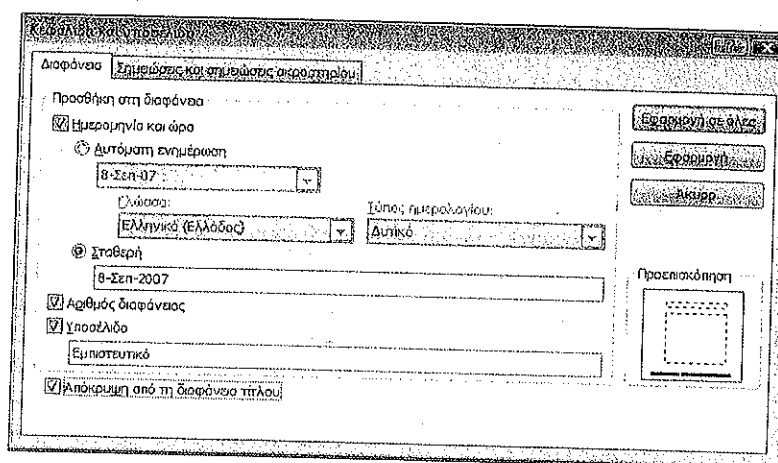 Κεφαλίδα και υποσέλιδο
Διαφάνεια
Σημειώσεις και σημειώσεις ακροατηρίου
Προσθήκη στη διαφάνεια
Ημερομηνία και ώρα
Αυτόματη ενημέρωση
8-Σεπ-07
Γλώσσα:
Τύπος ημερολογίου:
Ελληνικά (Ελλάδος)
Δυτικό
Σταθερή
8-Σεπ-2007
Αριθμός διαφάνειας
Υποσέλιδο
Εμπιστευτικό
Απόκρυψη από τη διαφάνεια τίτλου
Εφαρμογή σε όλες
Εφαρμογή
Άκυρο
Προεπισκόπηση